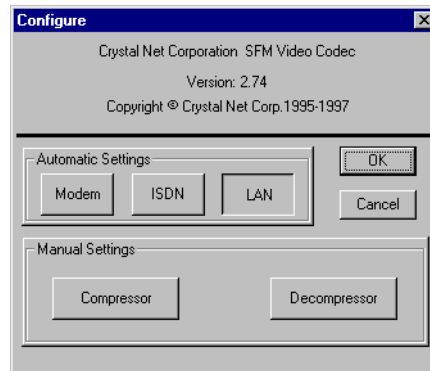 Configure
Crystal Net Corporation SFM Video Codec
Version: 2.74
Copyright © Crystal Net Corp.1995-1997
Automatic Settings
Modem
ISDN
LAN
OK
Cancel
Manual Settings
Compressor
Decompressor